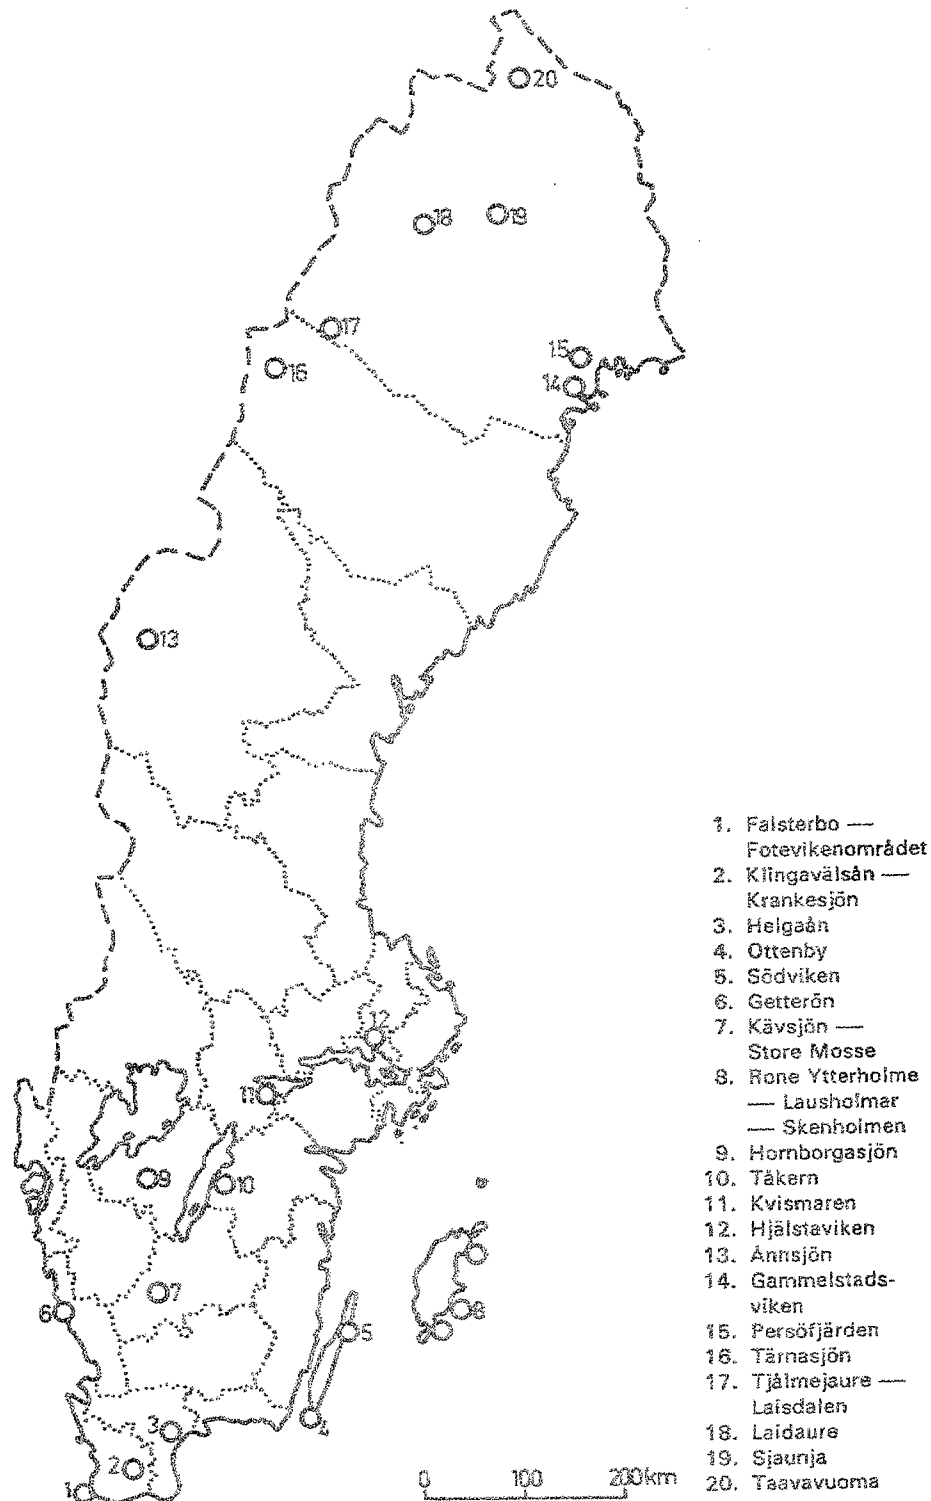 20
18
19
17
16
15
14
13
12
11
9
10
7
6
8
5
4
3
2
1
0 100 200km
1. Falsterbo —
Fotevikenområdet
2. Klingavälsån —
Krankesjön
3. Helgaån
4. Ottenby
5. Södviken
6. Getterön
7. Kävsjön —
Store Mosse
8. Rone Ytterholme
— Lausholmar
— Skenholmen
9. Hornborgasjön
10. Tåkern
11. Kvismaren
12. Hjälstaviken
13. Ånnsjön
14. Gammelstads-
viken
15. Persöfjärden
16. Tärnasjön
17. Tjålmejaure —
Laisdalen
18. Laidaure
19. Sjaunja
20. Taavavuoma